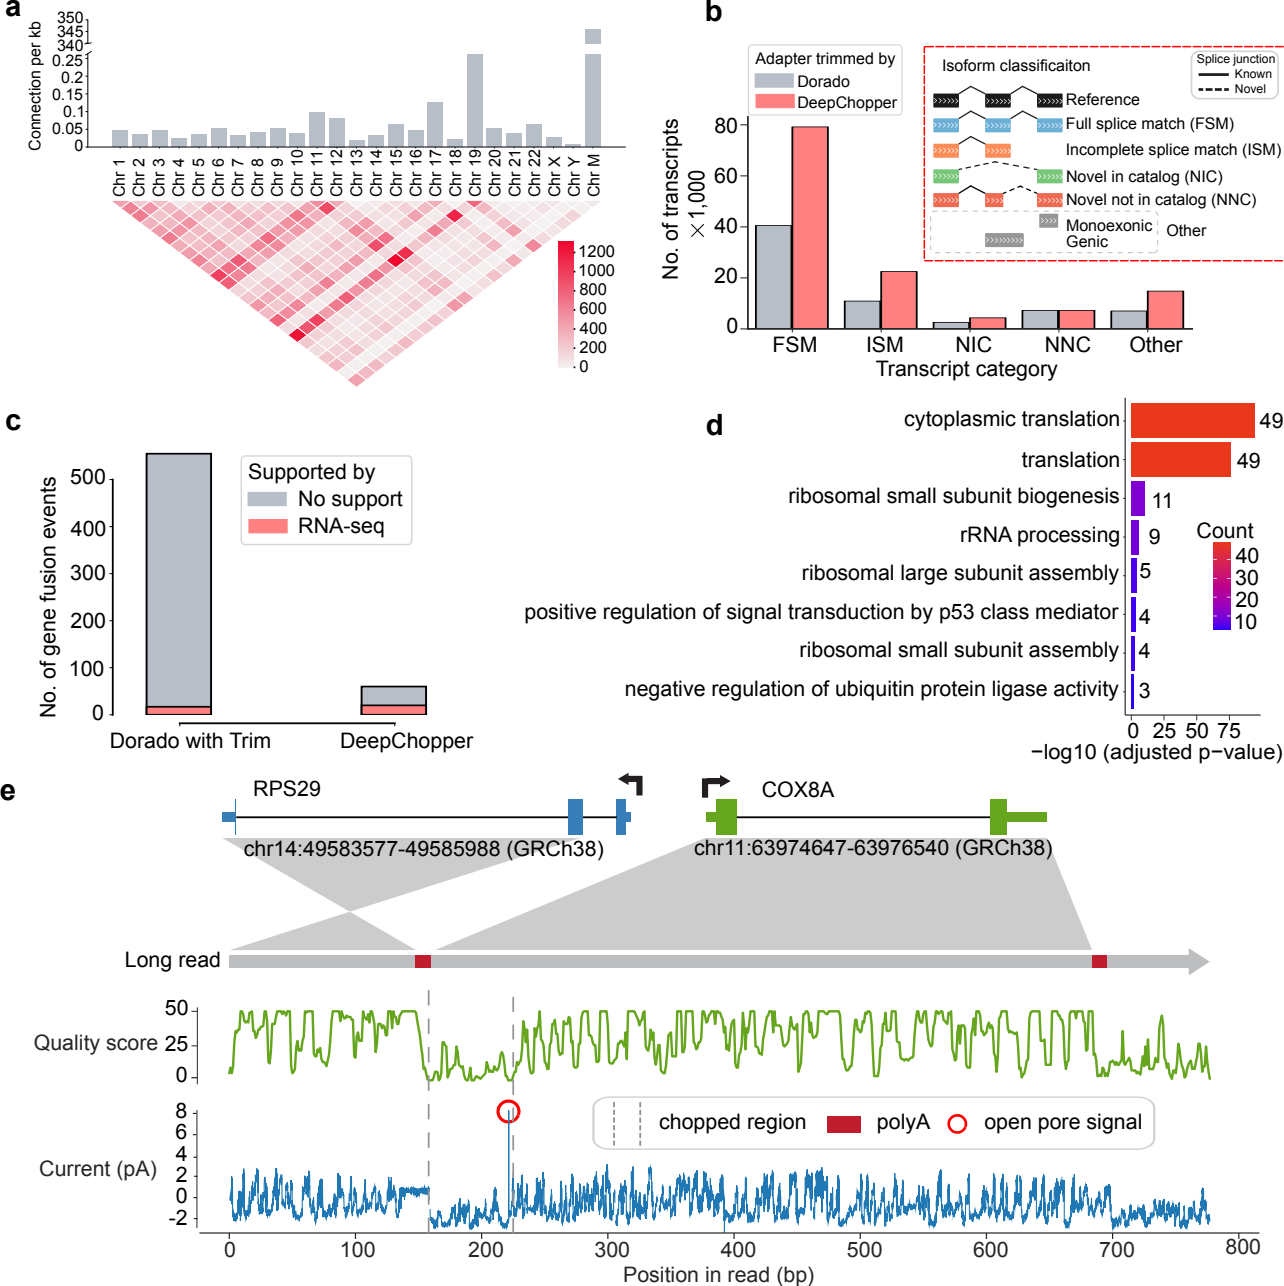 a
350
345
340
0.25
0.2
0.15
0.1
0.05
0
Connection per kb
Chr 1
Chr 2
Chr 3
Chr 4
Chr 5
Chr 6
Chr 7
Chr 8
Chr 9
Chr 10
Chr 11
Chr 12
Chr 13
Chr 14
Chr 15
Chr 16
Chr 17
Chr 18
Chr 19
Chr 20
Chr 21
Chr 22
Chr X
Chr Y
Chr M
1200
1000
800
600
400
200
0
b
Adapter trimmed by
Dorado
DeepChopper
Isoform classificaiton
Splice junction
Known
Novel
Reference
Full splice match (FSM)
Incomplete splice match (ISM)
Novel in catalog (NIC)
Novel not in catalog (NNC)
Monoexonic
Genic
Other
No. of transcripts
×1,000
80
60
40
20
0
FSM
ISM
NIC
NNC
Other
Transcript category
c
No. of gene fusion events
500
400
300
200
100
0
Supported by
No support
RNA-seq
Dorado with Trim
DeepChopper
d
cytoplasmic translation
49
translation
49
ribosomal small subunit biogenesis
11
rRNA processing
9
ribosomal large subunit assembly
5
positive regulation of signal transduction by p53 class mediator
4
ribosomal small subunit assembly
4
negative regulation of ubiquitin protein ligase activity
3
Count
40
30
20
10
0 25 50 75
−log10 (adjusted p−value)
e
RPS29
COX8A
chr14:49583577-49585988 (GRCh38)
chr11:63974647-63976540 (GRCh38)
Long read
Quality score
50
25
0
Current (pA)
8
6
4
2
0
-2
chopped region
polyA
open pore signal
0 100 200 300 400 500 600 700 800
Position in read (bp)